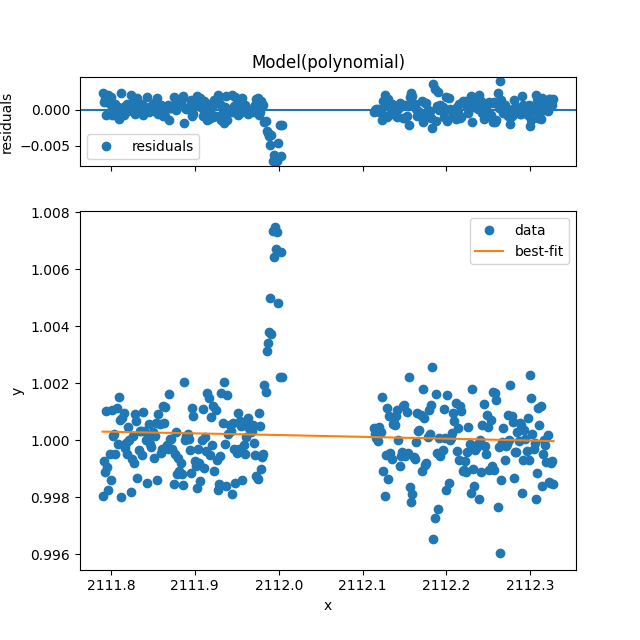 Model(polynomial)
residuals
0.000
−0.005
residuals
1.008
1.006
1.004
1.002
1.000
0.998
0.996
y
data
best-fit
2111.8 2111.9 2112.0 2112.1 2112.2 2112.3
x